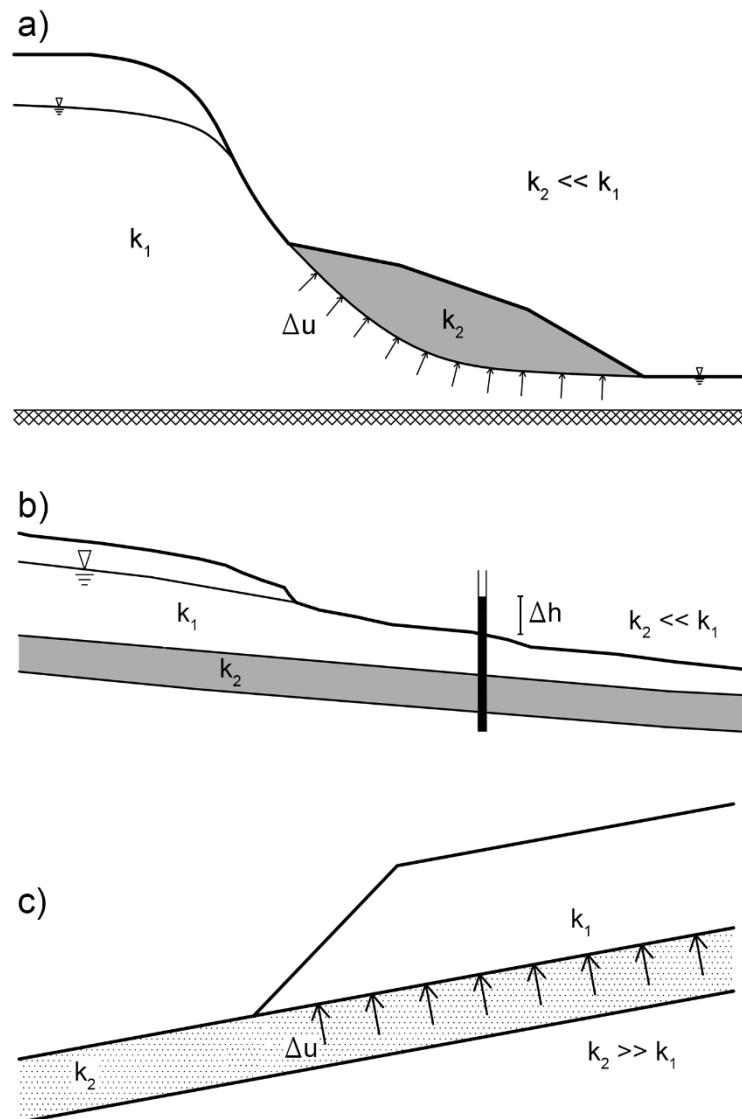 a)
k₂ << k₁
k₁
Δu
k₂
b)
k₁
Δh
k₂ << k₁
k₂
c)
k₁
Δu
k₂
k₂ >> k₁